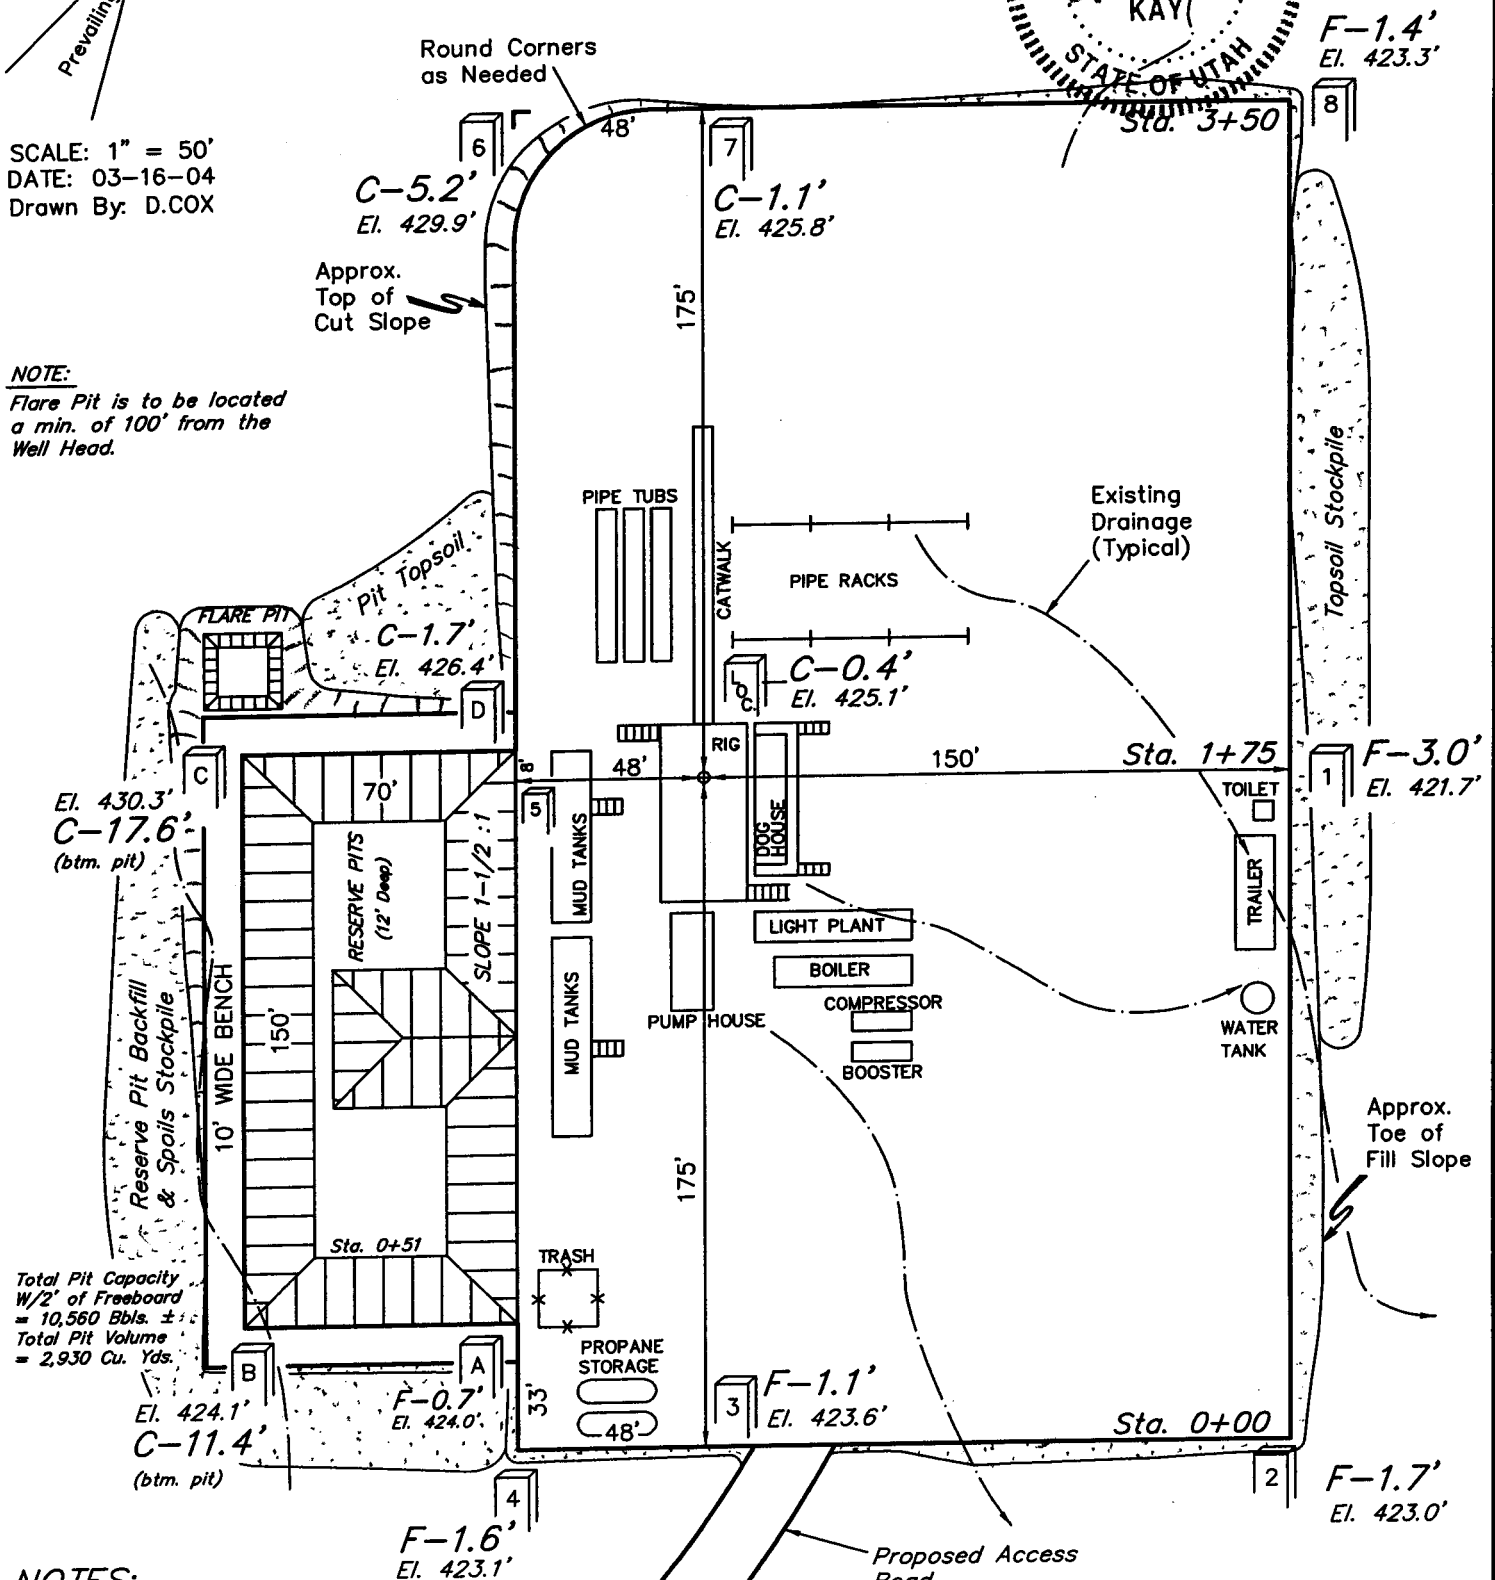 Prevailing
KAY
STATE OF UTAH
F-1.4'
El. 423.3'
8
Round Corners
as Needed
SCALE: 1" = 50'
DATE: 03-16-04
Drawn By: D.COX
6
48'
7
Sta. 3+50
C-5.2'
El. 429.9'
C-1.1'
El. 425.8'
Approx.
Top of
Cut Slope
175'
NOTE:
Flare Pit is to be located
a min. of 100' from the
Well Head.
Topsoil Stockpile
PIPE TUBS
CATWALK
PIPE RACKS
Existing
Drainage
(Typical)
Pit Topsoil
FLARE PIT
C-1.7'
El. 426.4'
D
LOC.
C-0.4'
El. 425.1'
RIG
C
El. 430.3'
C-17.6'
(btm. pit)
70'
8'
48'
150'
Sta. 1+75
1
F-3.0'
El. 421.7'
5
TOILET
TRAILER
MUD TANKS
DOG
HOUSE
RESERVE PITS
(12' Deep)
SLOPE 1-1/2 :1
LIGHT PLANT
BOILER
COMPRESSOR
BOOSTER
PUMP HOUSE
WATER
TANK
MUD TANKS
Reserve Pit Backfill
& Spoils Stockpile
10' WIDE BENCH
150'
175'
Approx.
Toe of
Fill Slope
Sta. 0+51
TRASH
Total Pit Capacity
W/2' of Freeboard
= 10,560 Bbls. ±
Total Pit Volume
= 2,930 Cu. Yds.
PROPANE
STORAGE
B
A
El. 424.1'
C-11.4'
(btm. pit)
F-0.7'
El. 424.0'
33'
48'
3
F-1.1'
El. 423.6'
Sta. 0+00
2
F-1.7'
El. 423.0'
4
F-1.6'
El. 423.1'
Proposed Access
Road
NOTES: